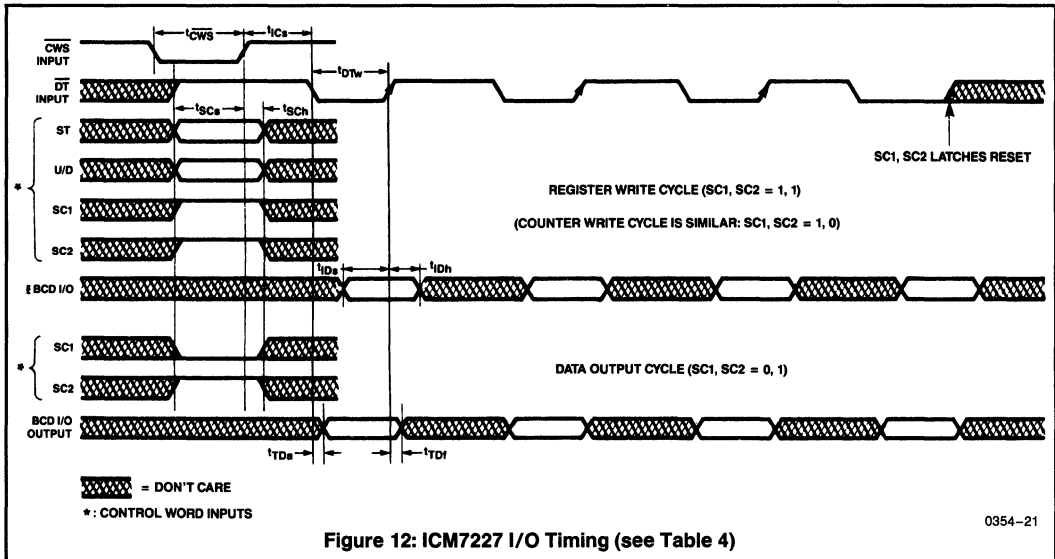 tCWS
tICs
CWS
INPUT
tDTw
DT
INPUT
tSCs
tSCh
SC1, SC2 LATCHES RESET
ST
U/D
*
SC1
SC2
REGISTER WRITE CYCLE (SC1, SC2 = 1, 1)
(COUNTER WRITE CYCLE IS SIMILAR: SC1, SC2 = 1, 0)
tIDs
tIDh
BCD I/O
SC1
*
SC2
DATA OUTPUT CYCLE (SC1, SC2 = 0, 1)
BCD I/O
OUTPUT
tTDa
tTDf
= DON'T CARE
*: CONTROL WORD INPUTS
0354–21
Figure 12: ICM7227 I/O Timing (see Table 4)